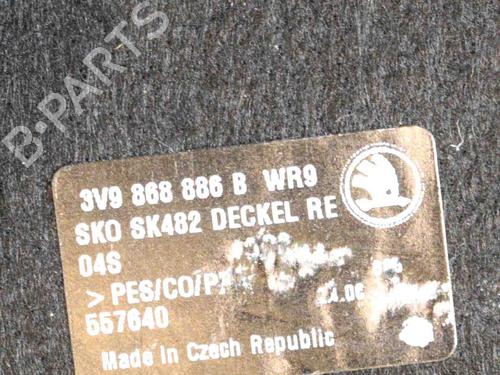 B-PARTS
3V9 868 886 B WR9
SKO SK482 DECKEL RE
04S
> PES/CO/P
557640
Made in Czech Republic